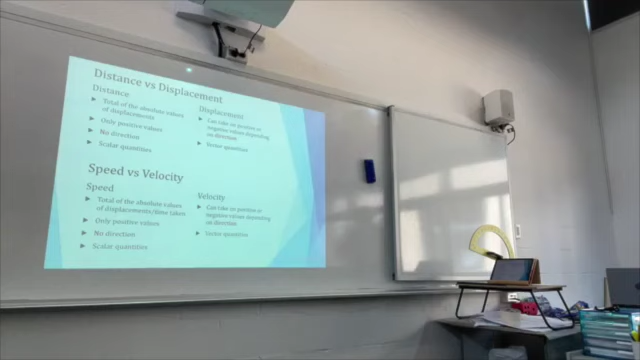 Distance vs Displacement
Distance
► Total of the absolute values
of displacements
► Only positive values
► No direction
► Scalar quantities
Displacement
► Can take on positive or
negative values depending
on direction
► Vector quantities
Speed vs Velocity
Speed
► Total of the absolute values
of displacements/time taken
► Only positive values
► No direction
► Scalar quantities
Velocity
► Can take on positive or
negative values depending
on direction
► Vector quantities